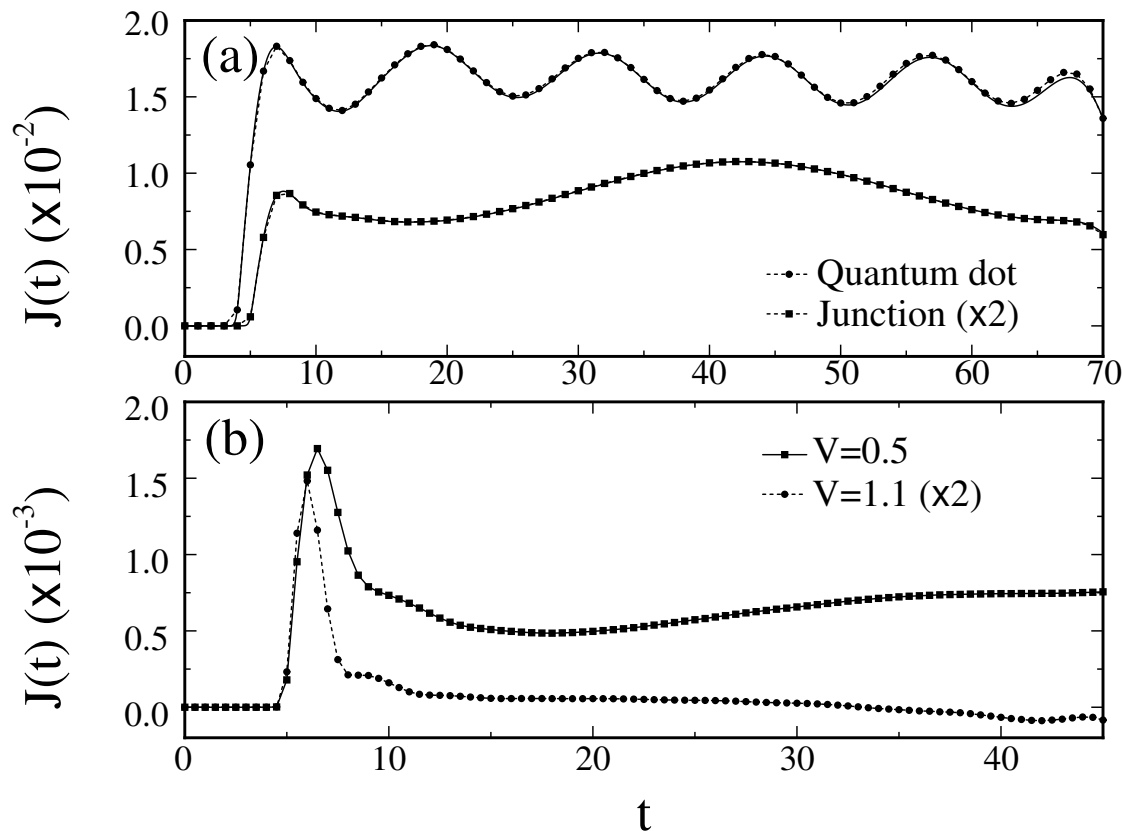 (a)
J(t) (x10⁻²)
2.0
1.5
1.0
0.5
0.0
Quantum dot
Junction (x2)
0 10 20 30 40 50 60 70
(b)
J(t) (x10⁻³)
2.0
1.5
1.0
0.5
0.0
V=0.5
V=1.1 (x2)
0 10 20 30 40
t